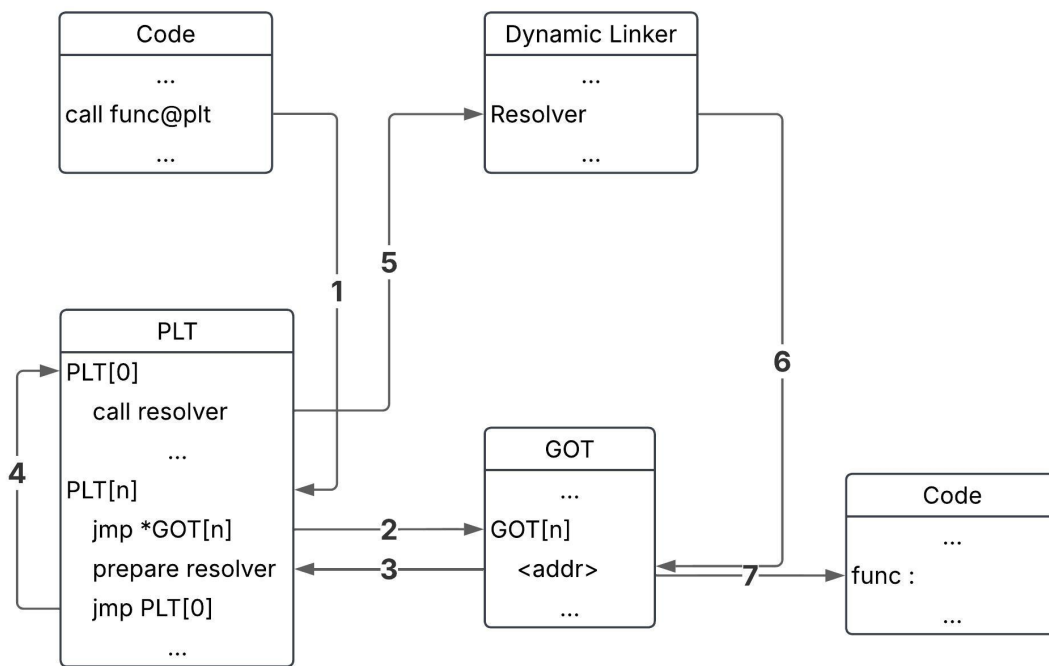 Code
...
call func@plt
...
Dynamic Linker
...
Resolver
...
1
5
6
PLT
PLT[0]
call resolver
...
PLT[n]
jmp *GOT[n]
prepare resolver
jmp PLT[0]
...
4
2
3
GOT
...
GOT[n]
<addr>
...
7
Code
...
func :
...